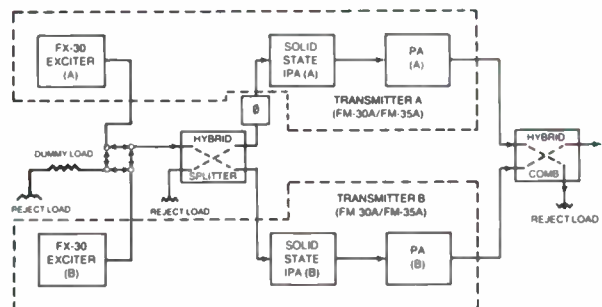 FX-30
EXCITER
(A)
SOLID
STATE
IPA (A)
PA
(A)
Ø
TRANSMITTER A
(FM-30A/FM-35A)
DUMMY LOAD
HYBRID
SPLITTER
HYBRID
COMB
REJECT LOAD
REJECT LOAD
REJECT LOAD
TRANSMITTER B
(FM 30A/FM-35A)
FX-30
EXCITER
(B)
SOLID
STATE
IPA (B)
PA
(B)